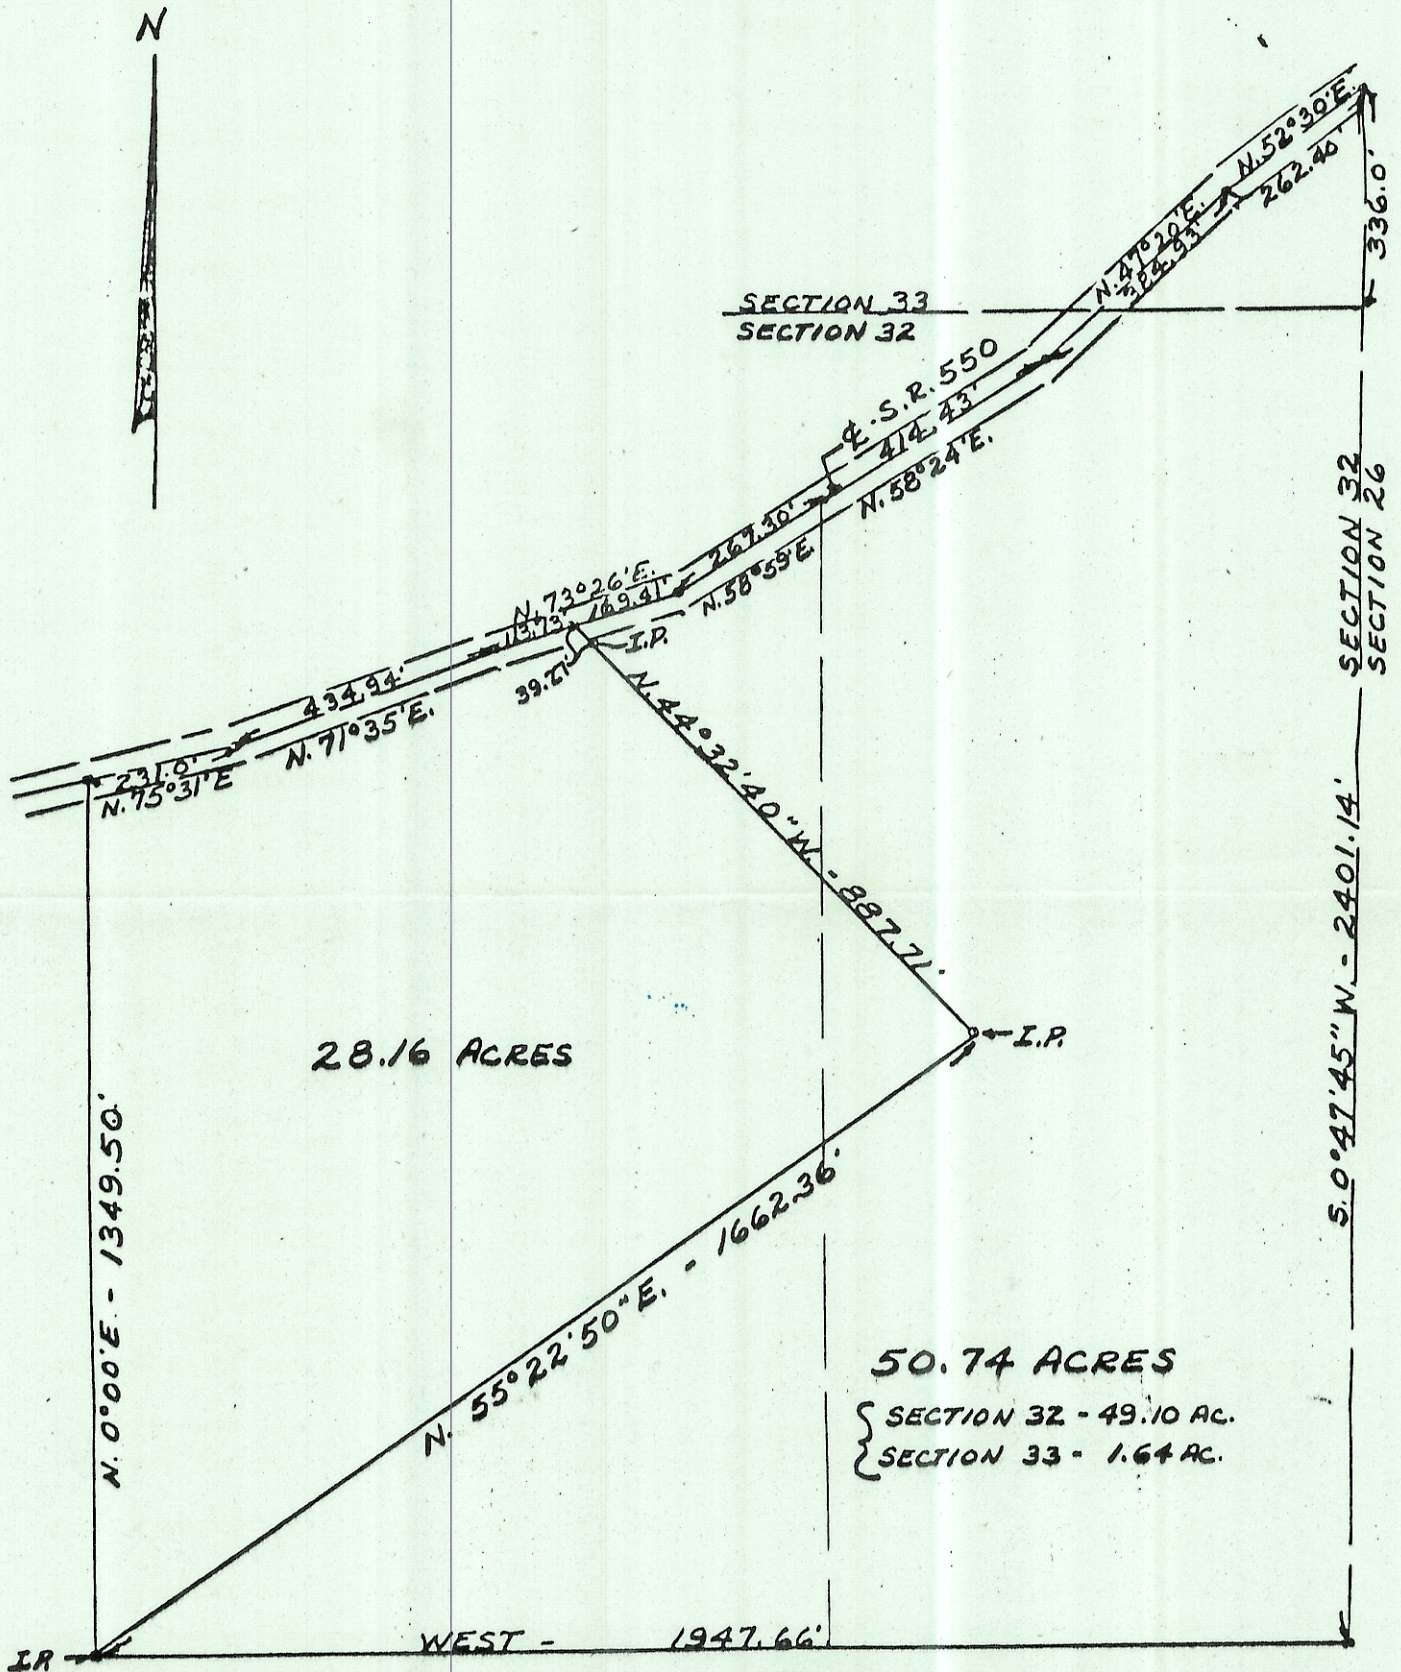 N
N. 52°30'E.
262.40'
336.0'
N. 47°20'E.
SECTION 33
SECTION 32
℄ S.R. 550
414.43'
N. 58°24'E.
SECTION 32
SECTION 26
267.30'
N. 58°59'E.
N. 73°26'E.
169.41'
113.73'
I.P.
39.27'
434.94'
N. 71°35'E.
231.0'
N. 75°31'E
N. 44°32'40"W. - 887.71'
S. 0°47'45"W. - 2401.14'
I.P.
28.16 ACRES
N. 0°00'E. - 1349.50'
N. 55°22'50"E. - 1662.36'
50.74 ACRES
{ SECTION 32 - 49.10 AC.
{ SECTION 33 - 1.64 AC.
WEST - 1947.66'
I.P.